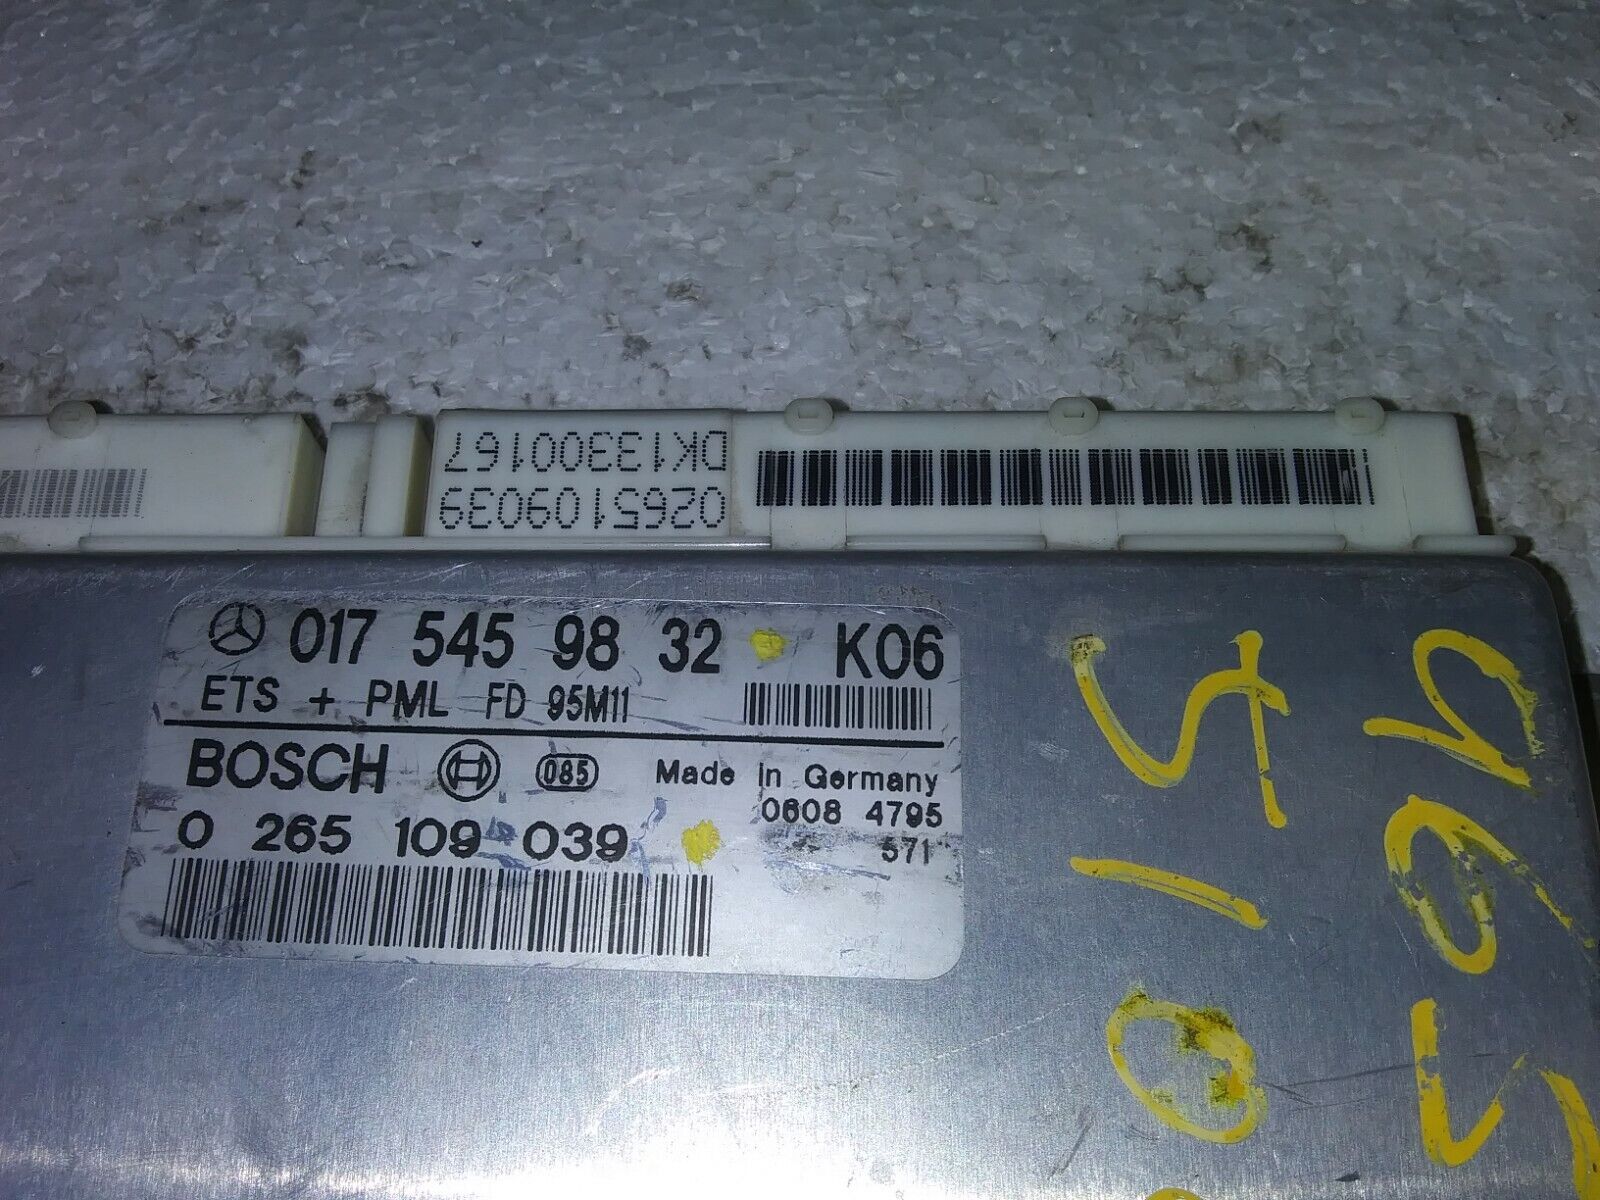 DK13300167
0265109039
017 545 98 32 K06
ETS + PML FD 95M11
BOSCH 085 Made in Germany
0608 4795
0 265 109 039
571